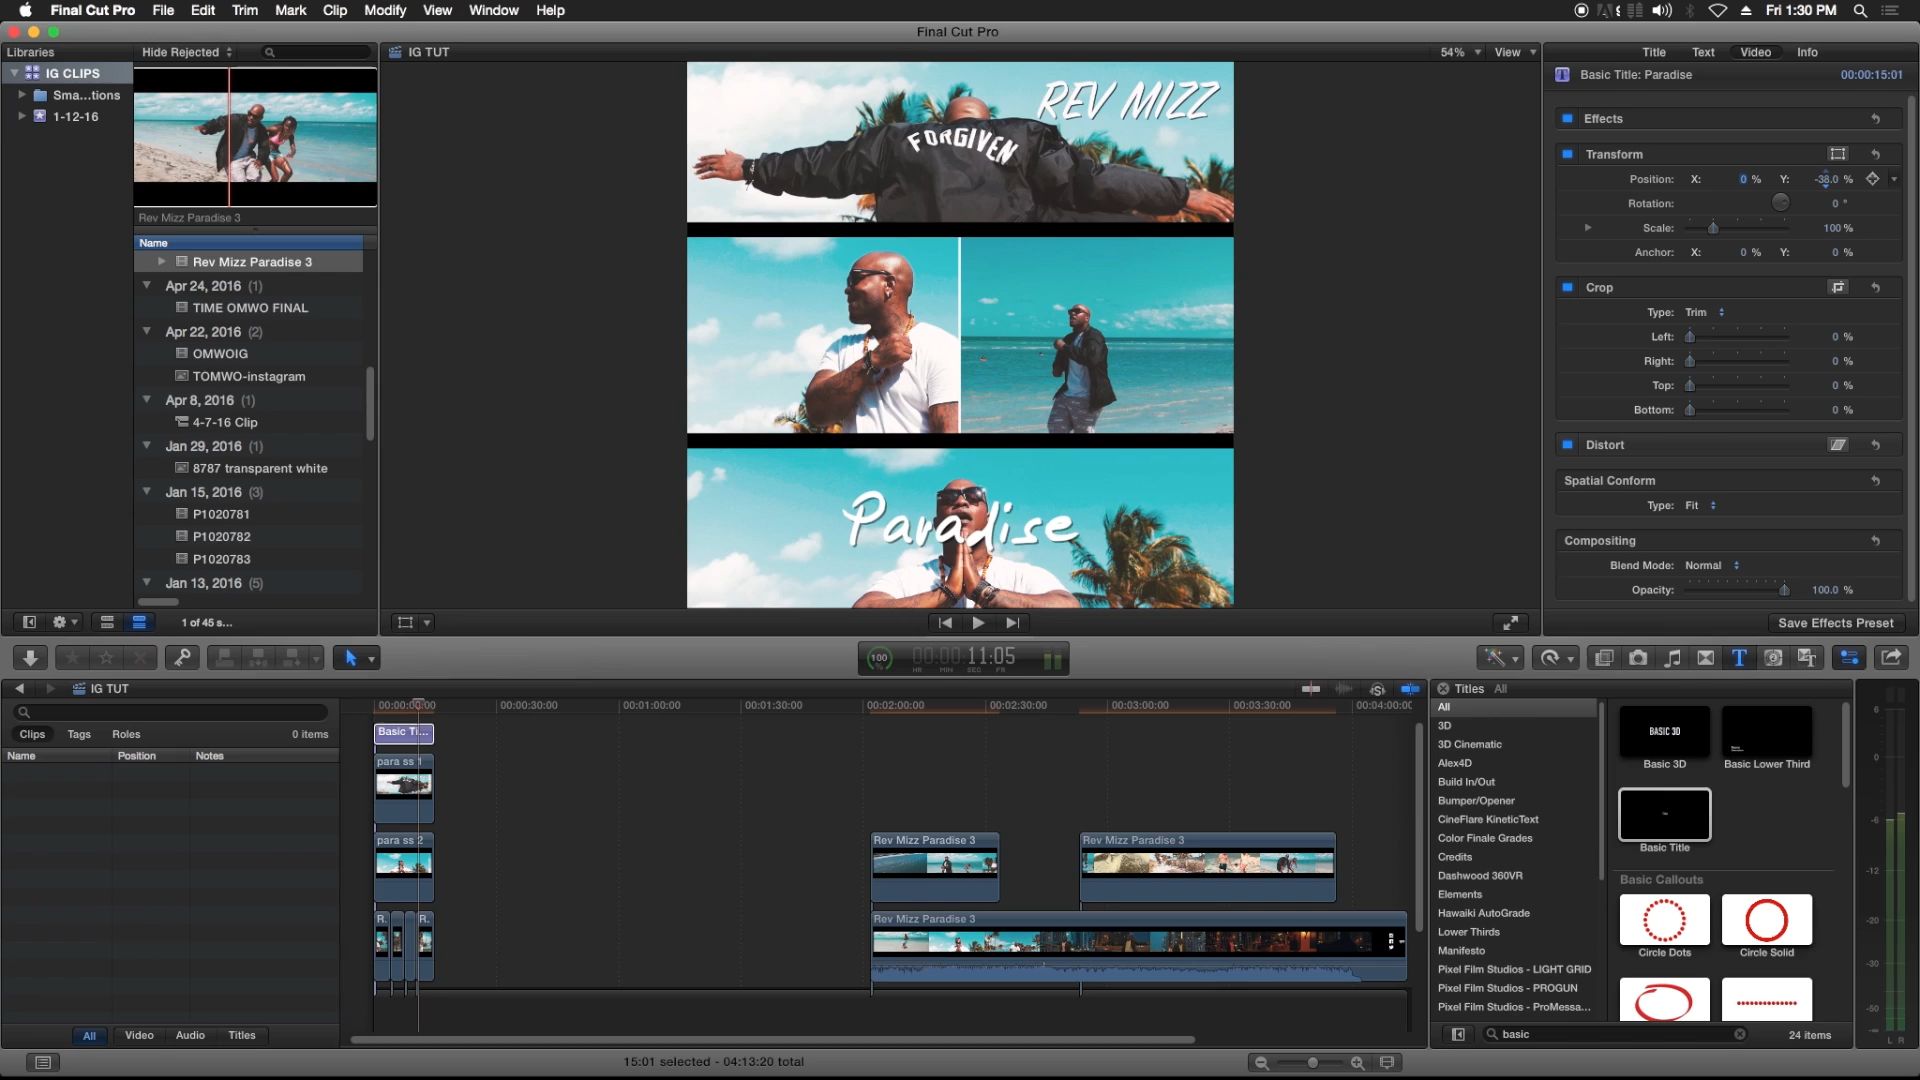 Final Cut Pro File Edit Trim Mark Clip Modify View Window Help
Fri 1:30 PM
Final Cut Pro
Libraries
Hide Rejected
IG TUT
54%
View
Title Text Video Info
IG CLIPS
Sma...tions
1-12-16
Rev Mizz Paradise 3
Name
Rev Mizz Paradise 3
Apr 24, 2016 (1)
TIME OMWO FINAL
Apr 22, 2016 (2)
OMWOIG
TOMWO-instagram
Apr 8, 2016 (1)
4-7-16 Clip
Jan 29, 2016 (1)
8787 transparent white
Jan 15, 2016 (3)
P1020781
P1020782
P1020783
Jan 13, 2016 (5)
1 of 45 s...
REV MIZZ
FORGIVEN
Paradise
Basic Title: Paradise
00:00:15:01
Effects
Transform
Position: X: 0 % Y: -38.0 %
Rotation: 0 °
Scale: 100 %
Anchor: X: 0 % Y: 0 %
Crop
Type: Trim
Left: 0 %
Right: 0 %
Top: 0 %
Bottom: 0 %
Distort
Spatial Conform
Type: Fit
Compositing
Blend Mode: Normal
Opacity: 100.0 %
Save Effects Preset
100
00:00:11:05
HR MIN SEC FR
IG TUT
Clips Tags Roles 0 items
Name Position Notes
All Video Audio Titles
00:00:00:00 00:00:30:00 00:01:00:00 00:01:30:00 00:02:00:00 00:02:30:00 00:03:00:00 00:03:30:00 00:04:00:00
Basic Ti...
para ss 1
para ss 2
Rev Mizz Paradise 3
Rev Mizz Paradise 3
R.
R.
Rev Mizz Paradise 3
15:01 selected - 04:13:20 total
Titles All
All
3D
3D Cinematic
Alex4D
Build In/Out
Bumper/Opener
CineFlare KineticText
Color Finale Grades
Credits
Dashwood 360VR
Elements
Hawaiki AutoGrade
Lower Thirds
Manifesto
Pixel Film Studios - LIGHT GRID
Pixel Film Studios - PROGUN
Pixel Film Studios - ProMessa...
BASIC 3D
Basic 3D
Basic Lower Third
Basic Title
Basic Callouts
Circle Dots
Circle Solid
basic
24 items
6
0
-6
-12
-20
-30
-50
L R